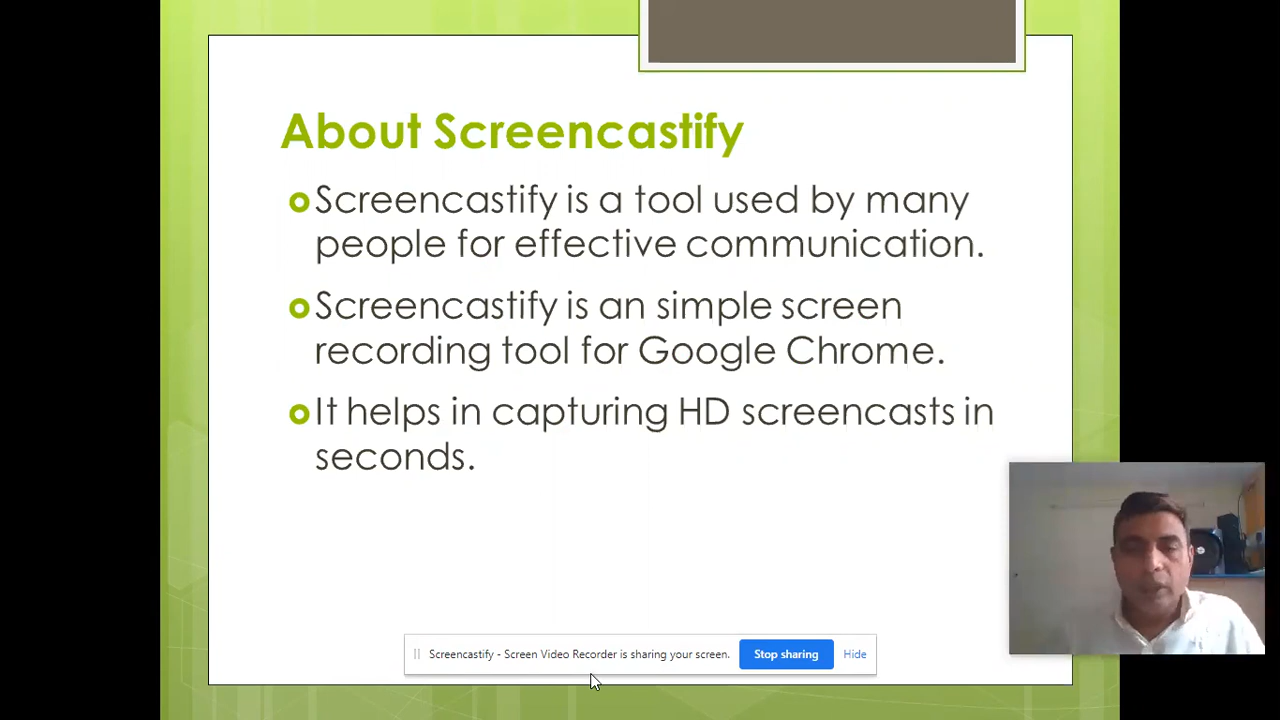 About Screencastify
Screencastify is a tool used by many
people for effective communication.
Screencastify is an simple screen
recording tool for Google Chrome.
It helps in capturing HD screencasts in
seconds.
Screencastify - Screen Video Recorder is sharing your screen. Stop sharing Hide